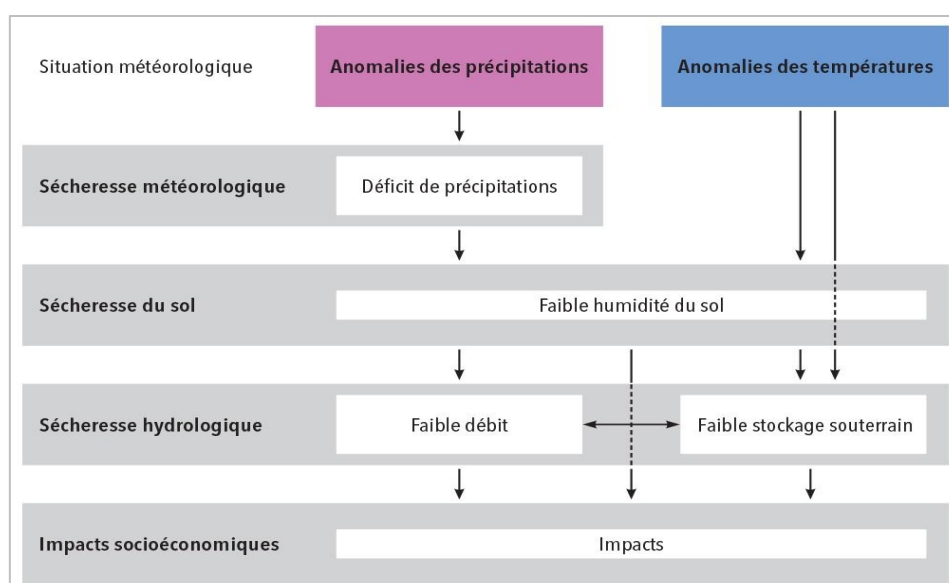 Situation météorologique
Anomalies des précipitations
Anomalies des températures
Sécheresse météorologique
Déficit de précipitations
Sécheresse du sol
Faible humidité du sol
Sécheresse hydrologique
Faible débit
Faible stockage souterrain
Impacts socioéconomiques
Impacts